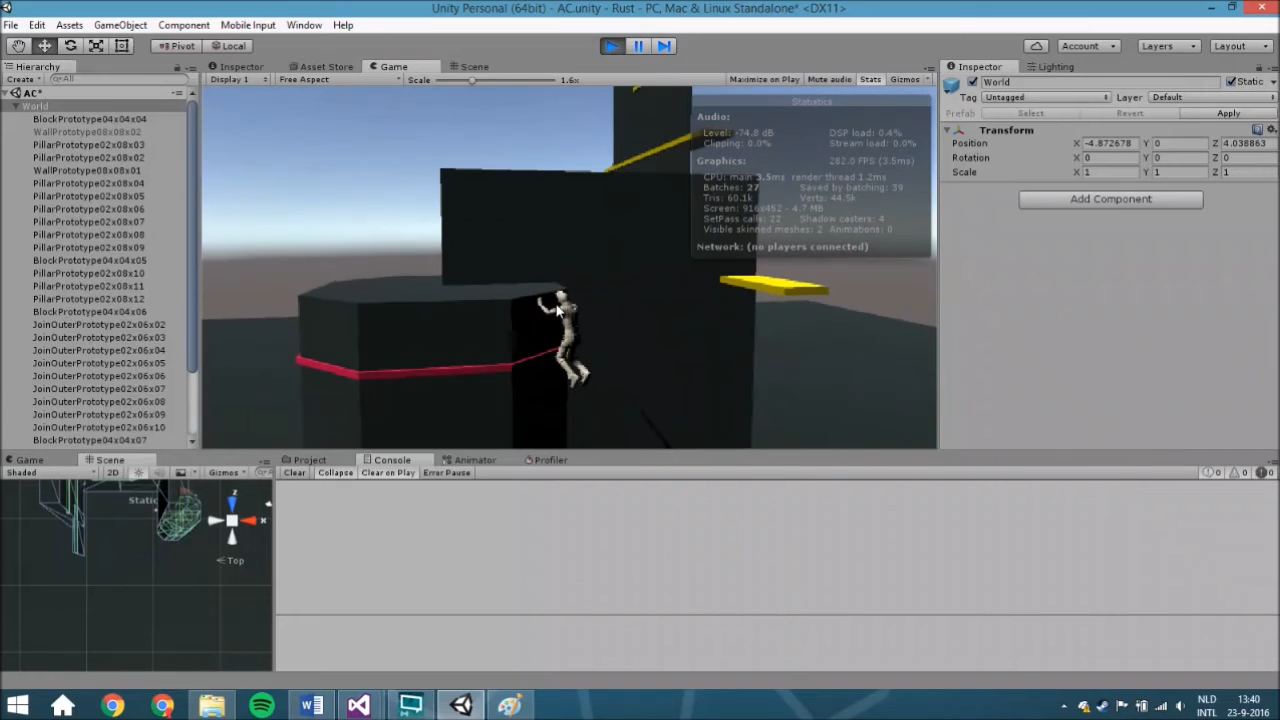 Unity Personal (64bit) - AC.unity - Rust - PC, Mac & Linux Standalone* <DX11>
File Edit Assets GameObject Component Mobile Input Window Help
Pivot Local Account Layers Layout
Hierarchy
Create All
AC*
World
BlockPrototype04x04x04
WallPrototype08x08x02
PillarPrototype02x08x03
PillarPrototype02x08x02
WallPrototype08x08x01
PillarPrototype02x08x04
PillarPrototype02x08x05
PillarPrototype02x08x06
PillarPrototype02x08x07
PillarPrototype02x08x08
PillarPrototype02x08x09
BlockPrototype04x04x05
PillarPrototype02x08x10
PillarPrototype02x08x11
PillarPrototype02x08x12
BlockPrototype04x04x06
JoinOuterPrototype02x06x02
JoinOuterPrototype02x06x03
JoinOuterPrototype02x06x04
JoinOuterPrototype02x06x05
JoinOuterPrototype02x06x06
JoinOuterPrototype02x06x07
JoinOuterPrototype02x06x08
JoinOuterPrototype02x06x09
JoinOuterPrototype02x06x10
BlockPrototype04x04x07
Inspector Asset Store Game Scene
Display 1 Free Aspect Scale 1.6x Maximize on Play Mute audio Stats Gizmos
Statistics
Audio:
Level: -74.8 dB DSP load: 0.4%
Clipping: 0.0% Stream load: 0.0%
Graphics: 282.0 FPS (3.5ms)
CPU: main 3.5ms render thread 1.2ms
Batches: 27 Saved by batching: 39
Tris: 60.1k Verts: 44.5k
Screen: 916x452 - 4.7 MB
SetPass calls: 22 Shadow casters: 4
Visible skinned meshes: 2 Animations: 0
Network: (no players connected)
Inspector Lighting
World Static
Tag Untagged Layer Default
Prefab Select Revert Apply
Transform
Position X -4.872678 Y 0 Z 4.038863
Rotation X 0 Y 0 Z 0
Scale X 1 Y 1 Z 1
Add Component
Game Scene
Shaded 2D Gizmos
Static
z
x
Top
Project Console Animator Profiler
Clear Collapse Clear on Play Error Pause 0 0 0
NLD 13:40
INTL 23-9-2016